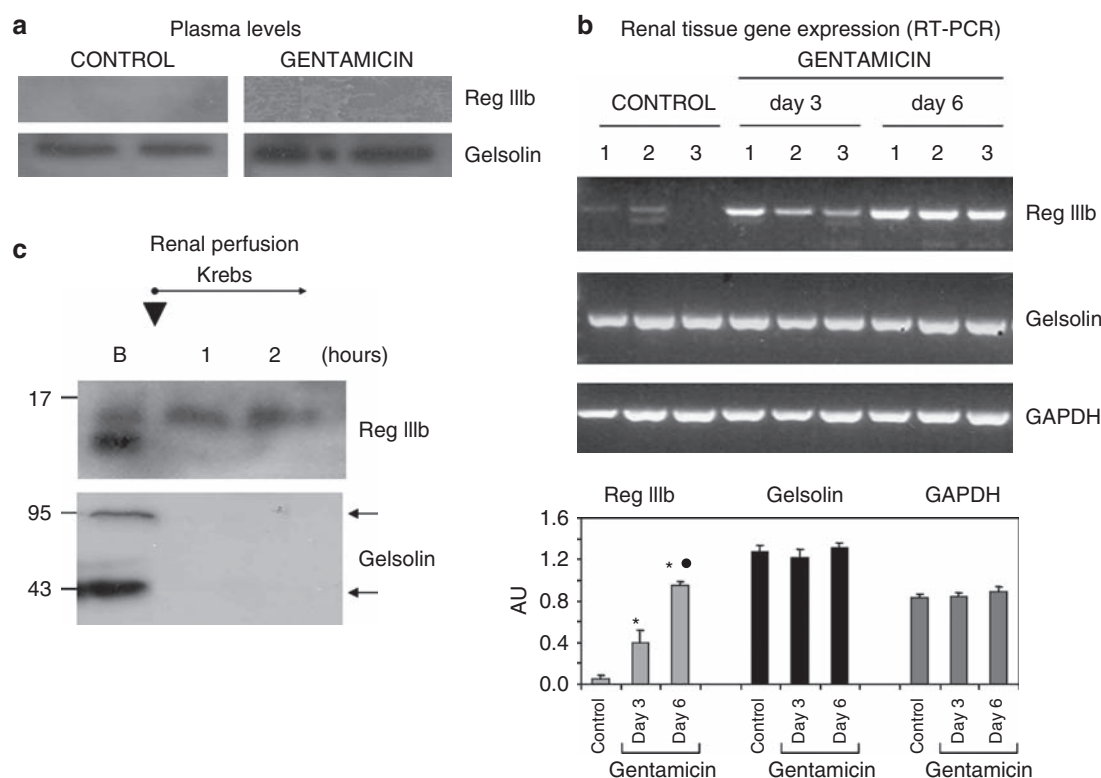 a
Plasma levels
CONTROL GENTAMICIN
Reg IIIb
Gelsolin
b
Renal tissue gene expression (RT-PCR)
GENTAMICIN
CONTROL day 3 day 6
1 2 3 1 2 3 1 2 3
Reg IIIb
Gelsolin
GAPDH
Reg IIIb Gelsolin GAPDH
1.6
1.2
0.8
0.4
0.0
AU
* *●
Control Day 3 Day 6 Control Day 3 Day 6 Control Day 3 Day 6
Gentamicin Gentamicin Gentamicin
c
Renal perfusion
Krebs
B 1 2 (hours)
17
Reg IIIb
95
Gelsolin
43